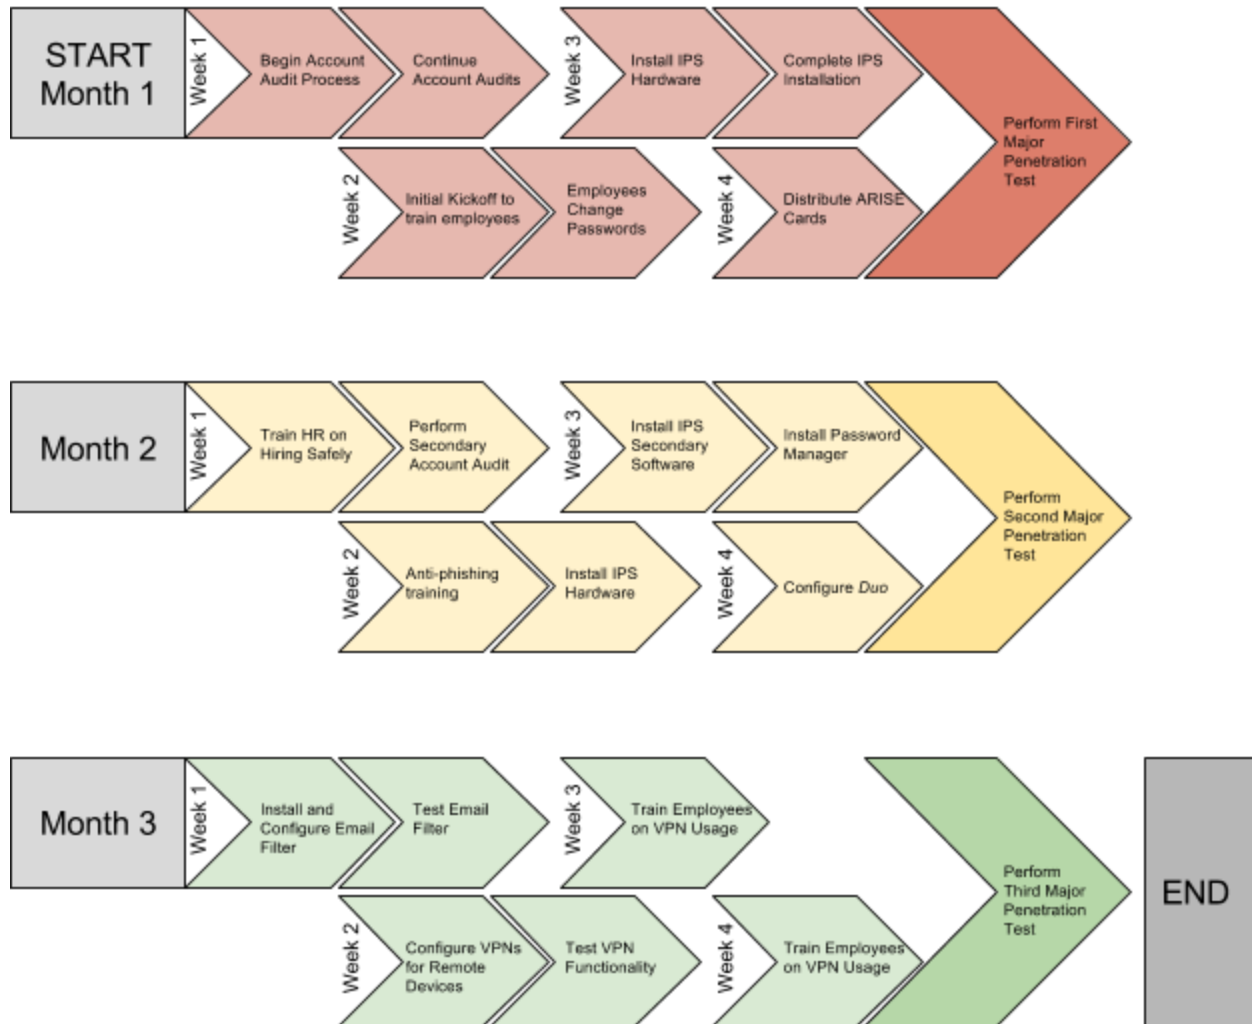 START
Month 1
Week 1
Begin Account
Audit Process
Continue
Account Audits
Week 3
Install IPS
Hardware
Complete IPS
Installation
Week 2
Initial Kickoff to
train employees
Employees
Change
Passwords
Week 4
Distribute ARISE
Cards
Perform First
Major
Penetration
Test
Month 2
Week 1
Train HR on
Hiring Safely
Perform
Secondary
Account Audit
Week 3
Install IPS
Secondary
Software
Install Password
Manager
Week 2
Anti-phishing
training
Install IPS
Hardware
Week 4
Configure Duo
Perform
Second Major
Penetration
Test
Month 3
Week 1
Install and
Configure Email
Filter
Test Email
Filter
Week 3
Train Employees
on VPN Usage
Week 2
Configure VPNs
for Remote
Devices
Test VPN
Functionality
Week 4
Train Employees
on VPN Usage
Perform
Third Major
Penetration
Test
END